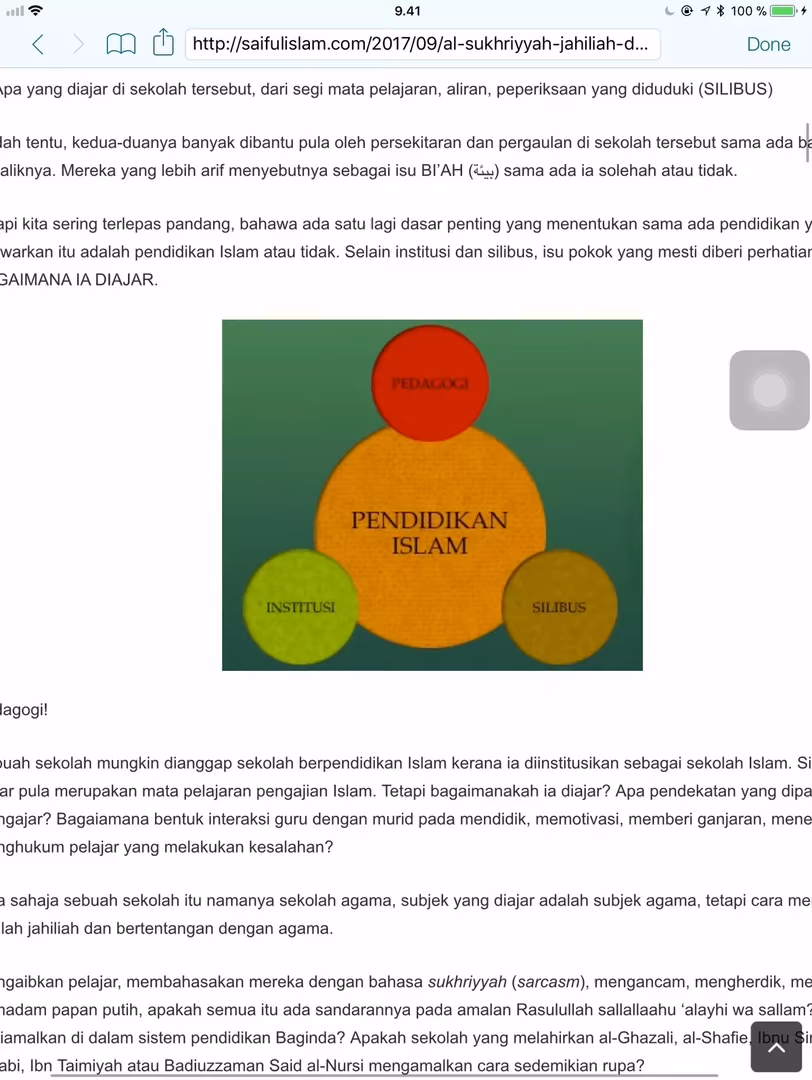 9.41
100 %
http://saifulislam.com/2017/09/al-sukhriyyah-jahiliah-d...
Done
Apa yang diajar di sekolah tersebut, dari segi mata pelajaran, aliran, peperiksaan yang diduduki (SILIBUS)
dah tentu, kedua-duanya banyak dibantu pula oleh persekitaran dan pergaulan di sekolah tersebut sama ada ba
aliknya. Mereka yang lebih arif menyebutnya sebagai isu BI'AH (بيئة) sama ada ia solehah atau tidak.
api kita sering terlepas pandang, bahawa ada satu lagi dasar penting yang menentukan sama ada pendidikan y
warkan itu adalah pendidikan Islam atau tidak. Selain institusi dan silibus, isu pokok yang mesti diberi perhatian
GAIMANA IA DIAJAR.
PEDAGOGI
PENDIDIKAN
ISLAM
INSTITUSI
SILIBUS
dagogi!
buah sekolah mungkin dianggap sekolah berpendidikan Islam kerana ia diinstitusikan sebagai sekolah Islam. Si
ar pula merupakan mata pelajaran pengajian Islam. Tetapi bagaimanakah ia diajar? Apa pendekatan yang dipa
ngajar? Bagaiamana bentuk interaksi guru dengan murid pada mendidik, memotivasi, memberi ganjaran, mene
nghukum pelajar yang melakukan kesalahan?
a sahaja sebuah sekolah itu namanya sekolah agama, subjek yang diajar adalah subjek agama, tetapi cara me
lah jahiliah dan bertentangan dengan agama.
ngaibkan pelajar, membahasakan mereka dengan bahasa sukhriyyah (sarcasm), mengancam, mengherdik, me
madam papan putih, apakah semua itu ada sandarannya pada amalan Rasulullah sallallaahu 'alayhi wa sallam?
iamalkan di dalam sistem pendidikan Baginda? Apakah sekolah yang melahirkan al-Ghazali, al-Shafie, Ibnu Sin
abi, Ibn Taimiyah atau Badiuzzaman Said al-Nursi mengamalkan cara sedemikian rupa?